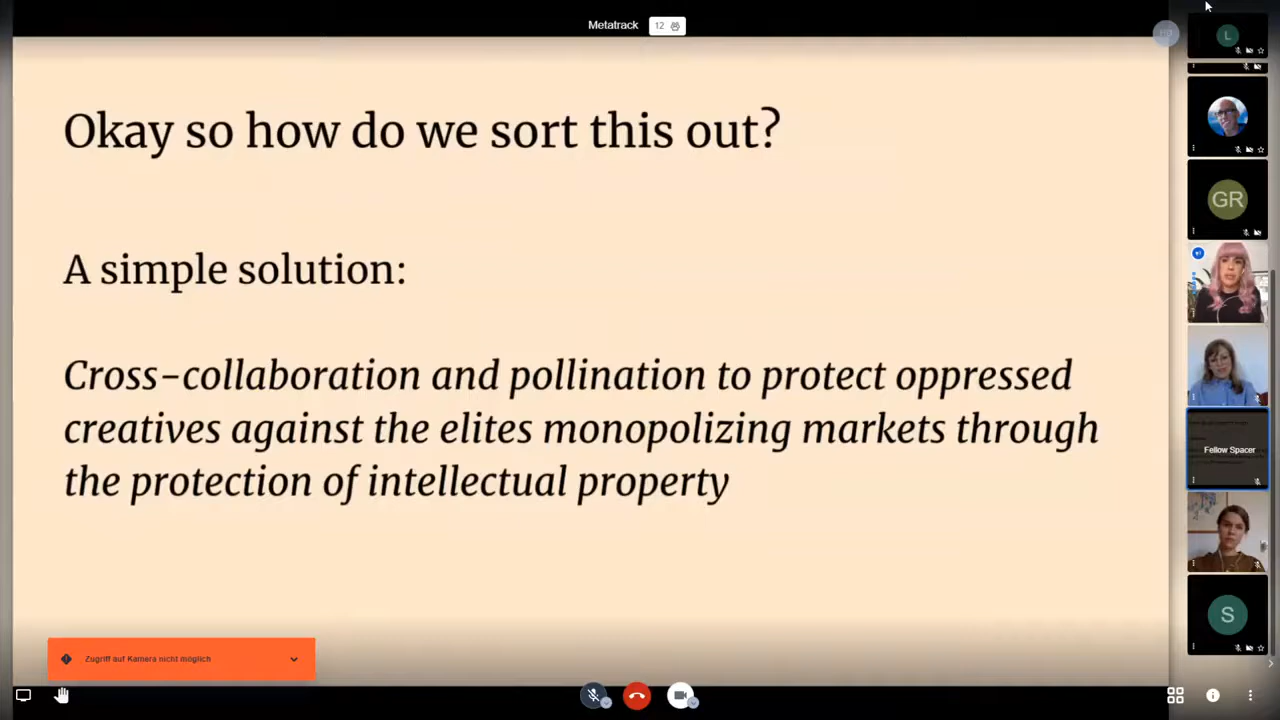 Metatrack
12
L
Okay so how do we sort this out?
A simple solution:
Cross-collaboration and pollination to protect oppressed
creatives against the elites monopolizing markets through
the protection of intellectual property
GR
Fellow Spacer
S
Zugriff auf Kamera nicht möglich